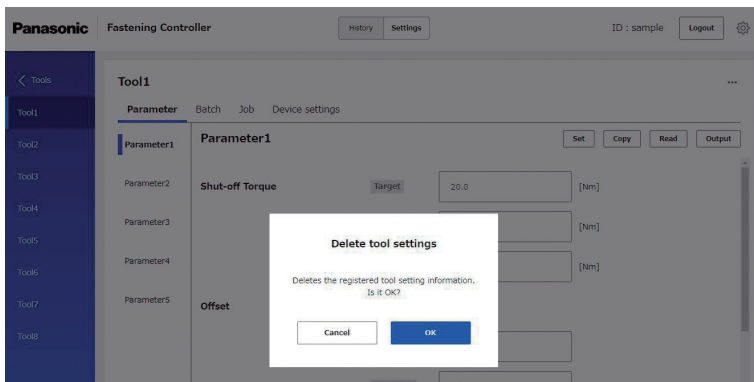 Panasonic Fastening Controller History Settings ID : sample Logout
Tools
Tool1
Tool2
Tool3
Tool4
Tool5
Tool6
Tool7
Tool8
Tool1
...
Parameter Batch Job Device settings
Parameter1
Parameter2
Parameter3
Parameter4
Parameter5
Parameter1 Set Copy Read Output
Shut-off Torque Target 20.0 [Nm]
[Nm]
[Nm]
Offset
Delete tool settings
Deletes the registered tool setting information.
Is it OK?
Cancel OK